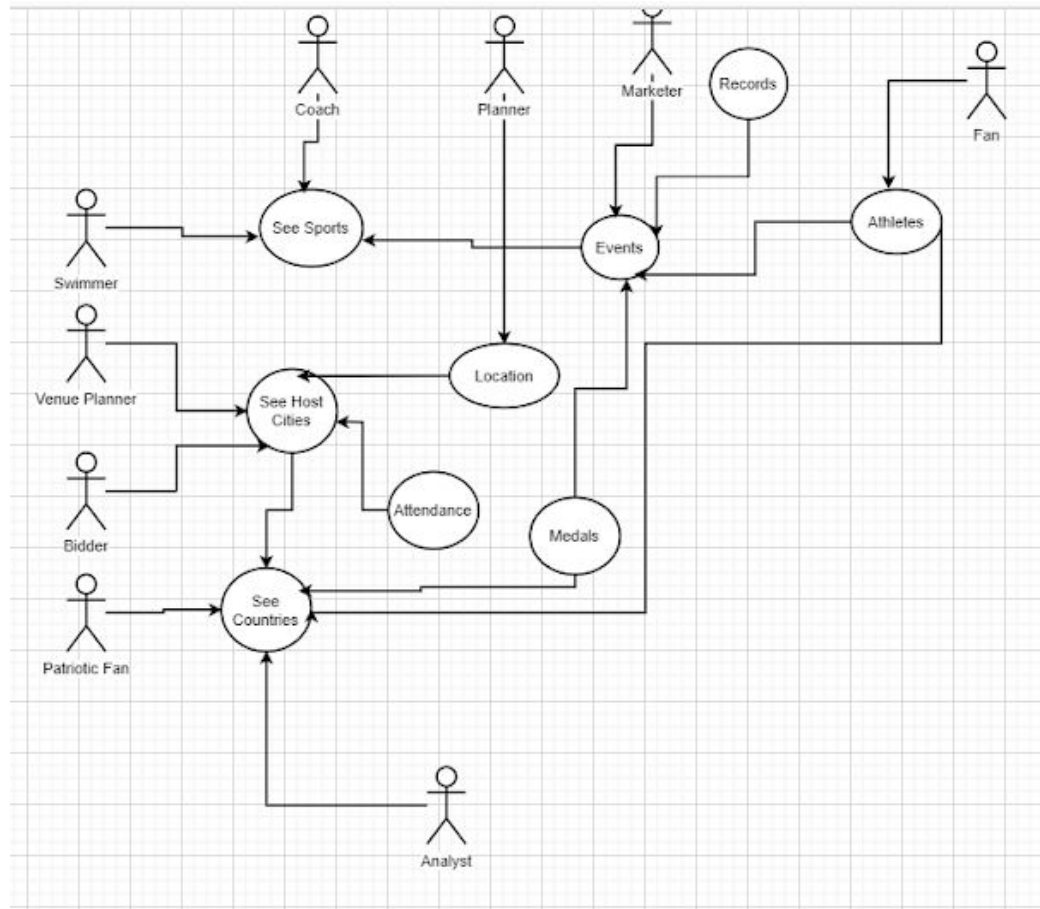 Coach
Planner
Marketer
Records
Fan
See Sports
Athletes
Events
Swimmer
Location
Venue Planner
See Host
Cities
Attendance
Medals
Bidder
See
Countries
Patriotic Fan
Analyst